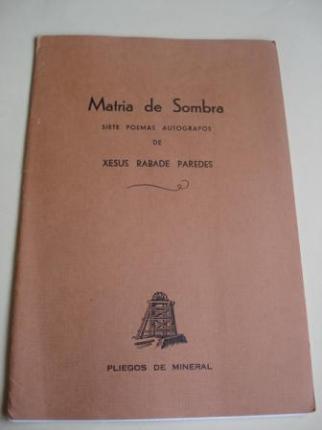 Matria de Sombra
SIETE POEMAS AUTOGRAFOS
DE
XESUS RABADE PAREDES
PLIEGOS DE MINERAL